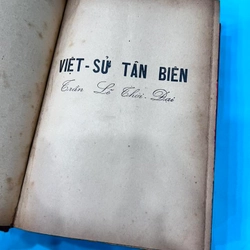 VIỆT-SỬ TÂN BIÊN
Trần Lê Thời-Đại